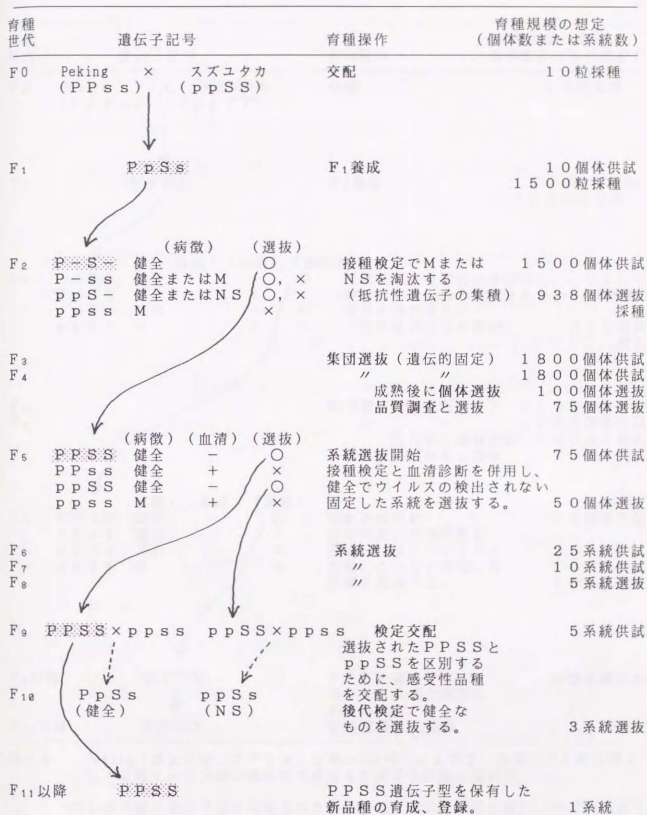 育種 育種規模の想定
世代 遺伝子記号 育種操作 (個体数または系統数)
F0 Peking × スズユタカ 交配 10粒採種
(PPss) (ppSS)
F1 PpSs F1養成 10個体供試
1500粒採種
(病徴) (選抜)
F2 P-S- 健全 ○ 接種検定でMまたは 1500個体供試
P-ss 健全またはM ○,× NSを淘汰する
ppS- 健全またはNS ○,× (抵抗性遺伝子の集積) 938個体選抜
ppss M × 採種
F3 集団選抜(遺伝的固定) 1800個体供試
F4 〃 〃 1800個体供試
成熟後に個体選抜 100個体選抜
品質調査と選抜 75個体選抜
(病徴) (血清) (選抜)
F5 PPSS 健全 - ○ 系統選抜開始 75個体供試
PPss 健全 + × 接種検定と血清診断を併用し、
ppSS 健全 - ○ 健全でウイルスの検出されない
ppss M + × 固定した系統を選抜する。 50個体選抜
F6 系統選抜 25系統供試
F7 〃 10系統供試
F8 〃 5系統選抜
F9 PPSS×ppss ppSS×ppss 検定交配 5系統供試
選抜されたPPSSと
ppSSを区別する
ために、感受性品種
F10 PpSs ppSs を交配する。
(健全) (NS) 後代検定で健全な
ものを選抜する。 3系統選抜
F11以降 PPSS PPSS遺伝子型を保有した
新品種の育成、登録。 1系統